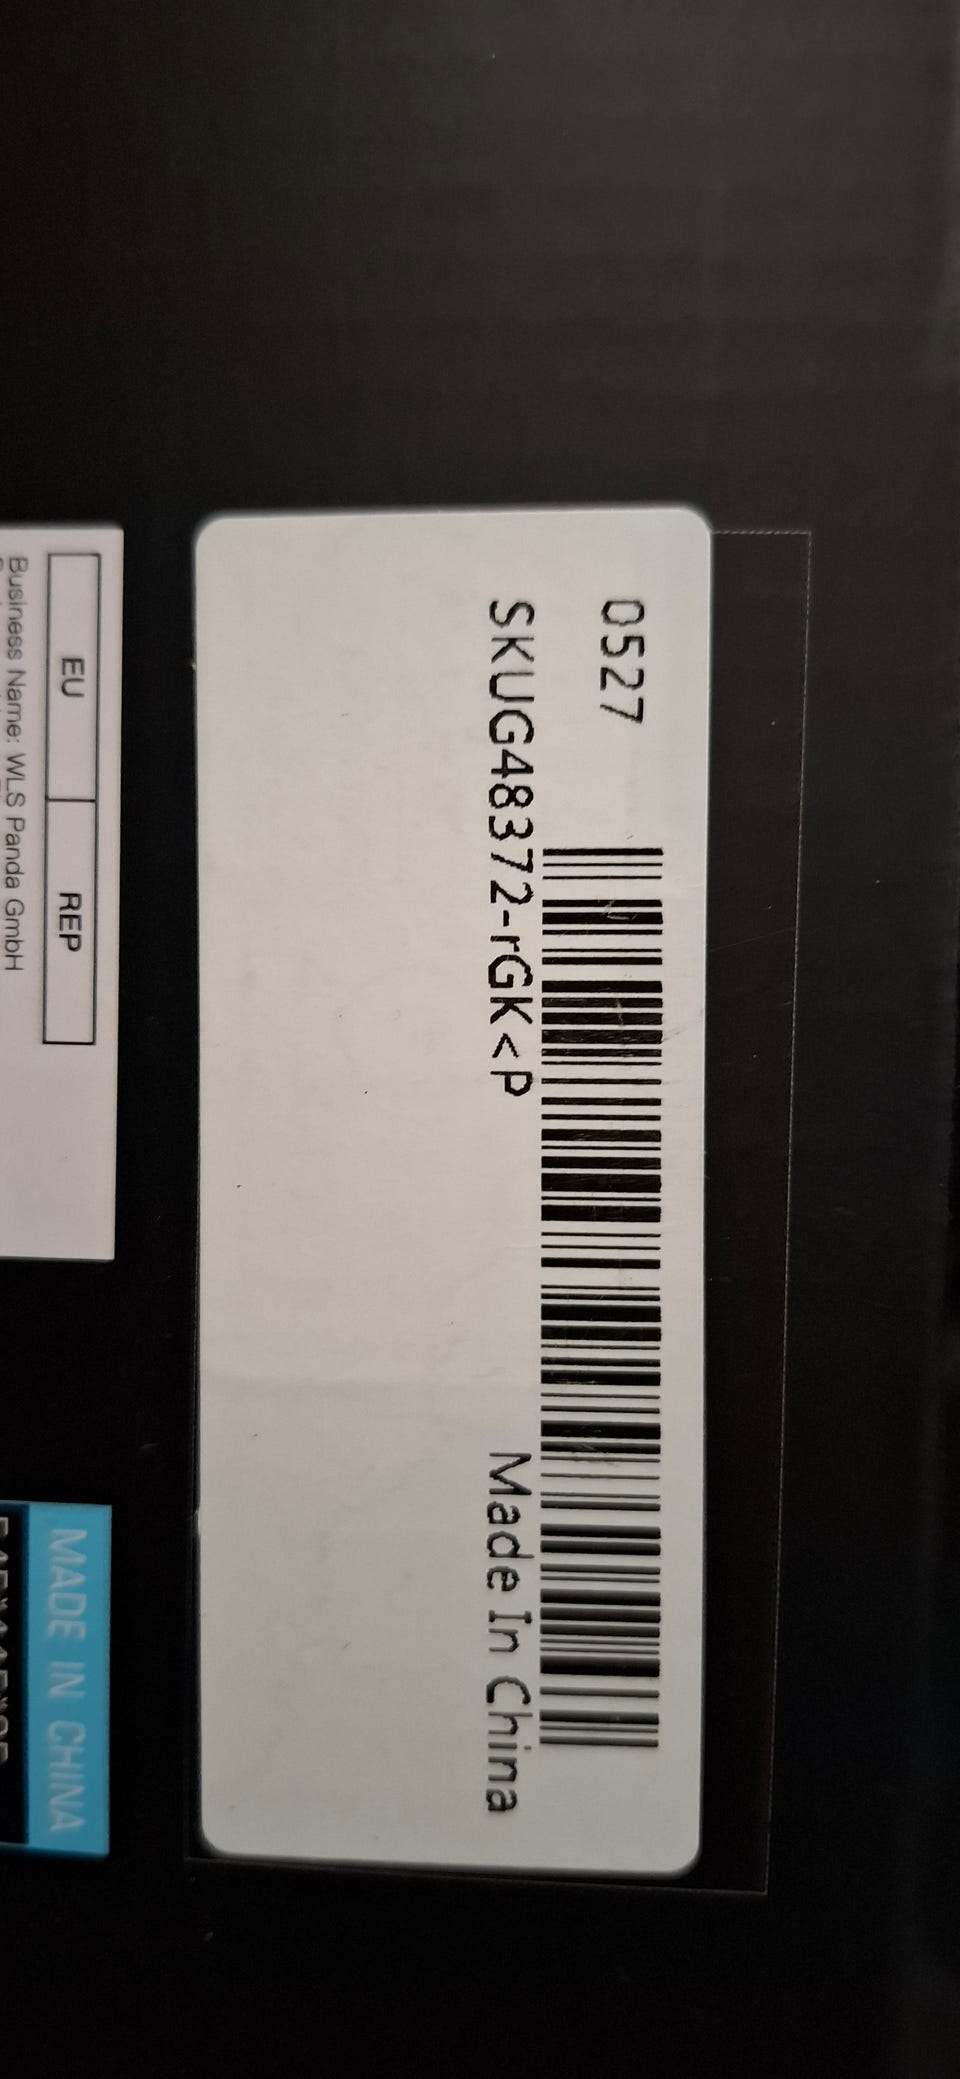 0527
SKUG48372-rGK<P
Made In China
EU
REP
Business Name: WLS Panda GmbH
MADE IN CHINA